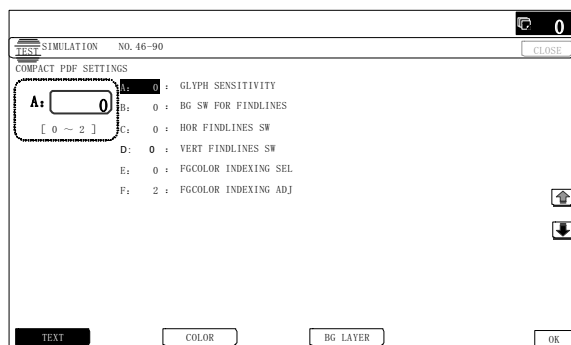 0
TEST SIMULATION NO.46-90
CLOSE
COMPACT PDF SETTINGS
A: 0
[ 0 ~ 2 ]
A: 0 : GLYPH SENSITIVITY
B: 0 : BG SW FOR FINDLINES
C: 0 : HOR FINDLINES SW
D: 0 : VERT FINDLINES SW
E: 0 : FGCOLOR INDEXING SEL
F: 2 : FGCOLOR INDEXING ADJ
TEXT COLOR BG LAYER OK